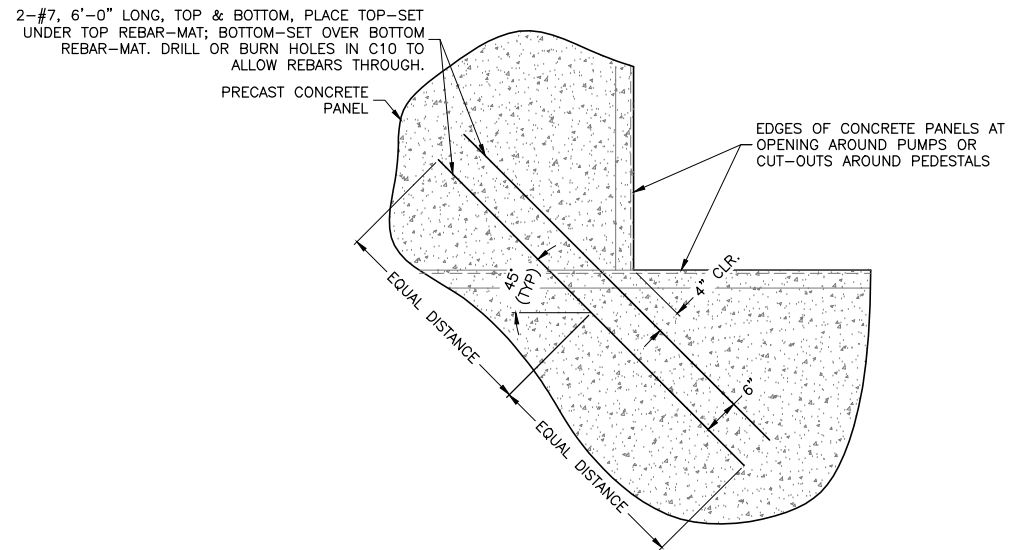 2-#7, 6'-0" LONG, TOP & BOTTOM, PLACE TOP-SET
UNDER TOP REBAR-MAT; BOTTOM-SET OVER BOTTOM
REBAR-MAT. DRILL OR BURN HOLES IN C10 TO
ALLOW REBARS THROUGH.
PRECAST CONCRETE
PANEL
EDGES OF CONCRETE PANELS AT
OPENING AROUND PUMPS OR
CUT-OUTS AROUND PEDESTALS
4" CLR.
45°
(TYP)
EQUAL DISTANCE
6"
EQUAL DISTANCE